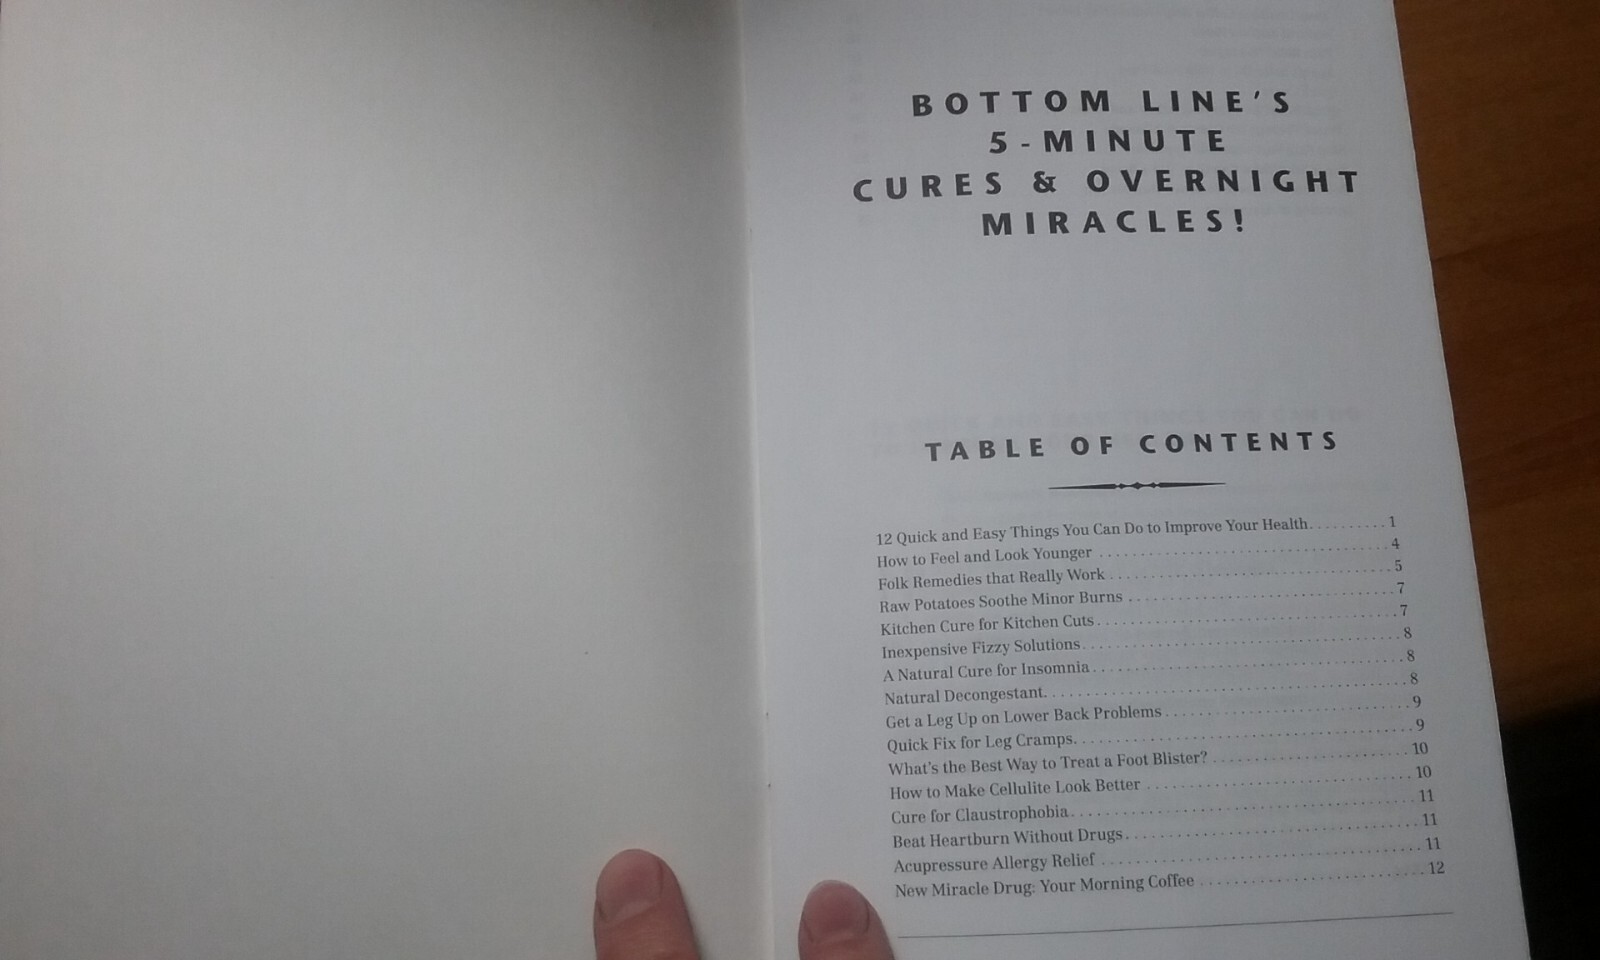 BOTTOM LINE'S
5-MINUTE
CURES & OVERNIGHT
MIRACLES!
TABLE OF CONTENTS
12 Quick and Easy Things You Can Do to Improve Your Health. . . . . . . . . . 1
How to Feel and Look Younger . . . . . . . . . . . . . . . . . . . . . . . . . . . . . . . . . . . 4
Folk Remedies that Really Work . . . . . . . . . . . . . . . . . . . . . . . . . . . . . . . . . . 5
Raw Potatoes Soothe Minor Burns . . . . . . . . . . . . . . . . . . . . . . . . . . . . . . . . 7
Kitchen Cure for Kitchen Cuts . . . . . . . . . . . . . . . . . . . . . . . . . . . . . . . . . . . . 7
Inexpensive Fizzy Solutions . . . . . . . . . . . . . . . . . . . . . . . . . . . . . . . . . . . . . . 8
A Natural Cure for Insomnia . . . . . . . . . . . . . . . . . . . . . . . . . . . . . . . . . . . . . 8
Natural Decongestant. . . . . . . . . . . . . . . . . . . . . . . . . . . . . . . . . . . . . . . . . . . 8
Get a Leg Up on Lower Back Problems . . . . . . . . . . . . . . . . . . . . . . . . . . . . . 9
Quick Fix for Leg Cramps. . . . . . . . . . . . . . . . . . . . . . . . . . . . . . . . . . . . . . . . 9
What's the Best Way to Treat a Foot Blister? . . . . . . . . . . . . . . . . . . . . . . . 10
How to Make Cellulite Look Better . . . . . . . . . . . . . . . . . . . . . . . . . . . . . . . 10
Cure for Claustrophobia . . . . . . . . . . . . . . . . . . . . . . . . . . . . . . . . . . . . . . . . 11
Beat Heartburn Without Drugs . . . . . . . . . . . . . . . . . . . . . . . . . . . . . . . . . . 11
Acupressure Allergy Relief . . . . . . . . . . . . . . . . . . . . . . . . . . . . . . . . . . . . . . 11
New Miracle Drug: Your Morning Coffee . . . . . . . . . . . . . . . . . . . . . . . . . . 12